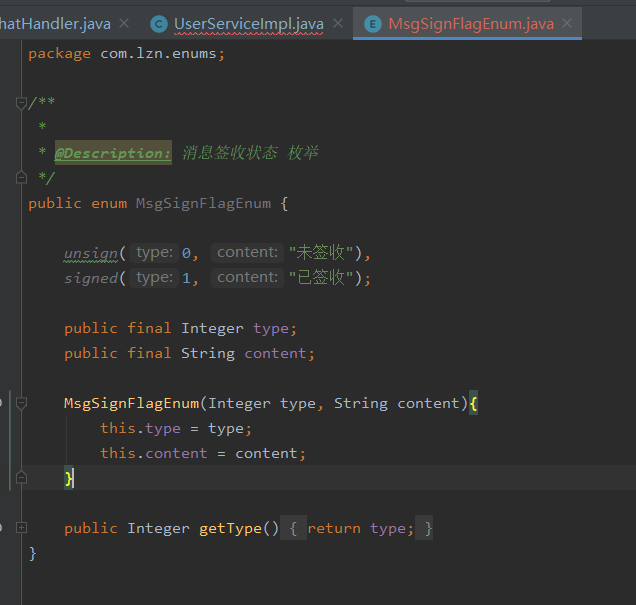 hatHandler.java × C UserServiceImpl.java × E MsgSignFlagEnum.java ×
package com.lzn.enums;
/**
*
* @Description: 消息签收状态 枚举
*/
public enum MsgSignFlagEnum {
unsign( type: 0, content: "未签收"),
signed( type: 1, content: "已签收");
public final Integer type;
public final String content;
MsgSignFlagEnum(Integer type, String content){
this.type = type;
this.content = content;
}
public Integer getType() { return type; }
}